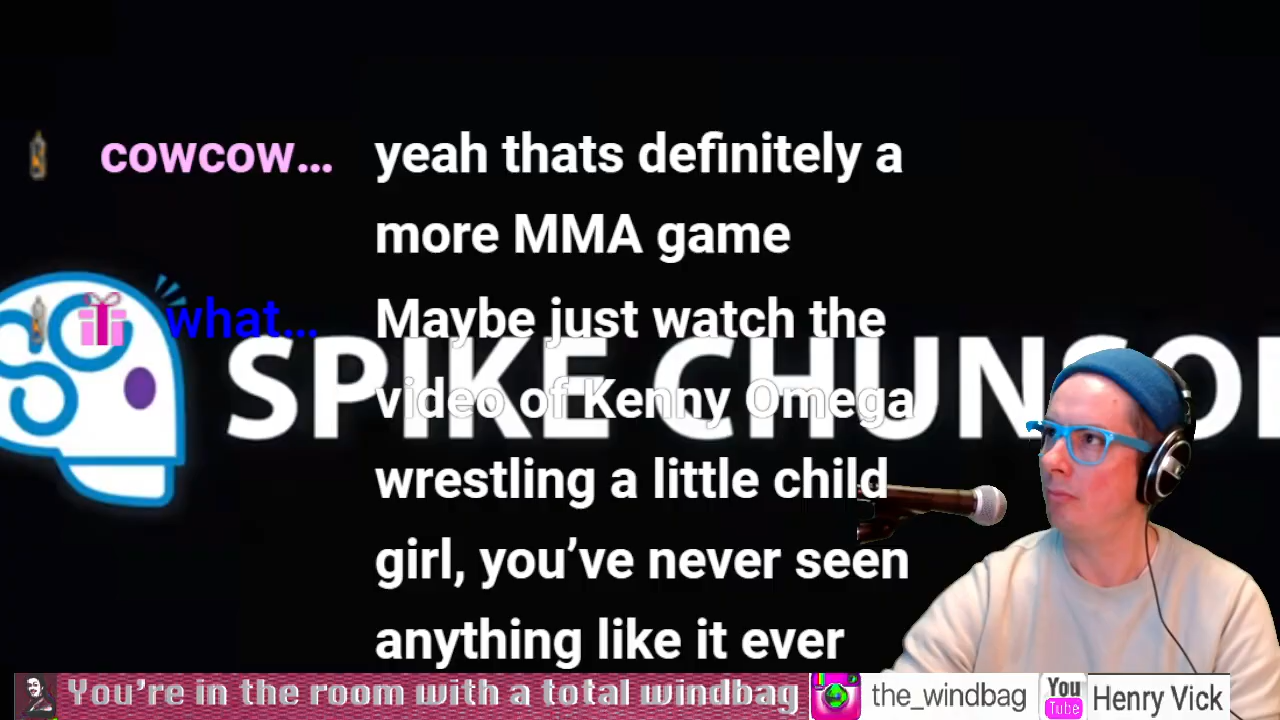 cowcow… yeah thats definitely a
more MMA game
what… Maybe just watch the
SPIKE CHUNSO
video of Kenny Omega
wrestling a little child
girl, you’ve never seen
anything like it ever
You're in the room with a total windbag
the_windbag
You
Tube
Henry Vick